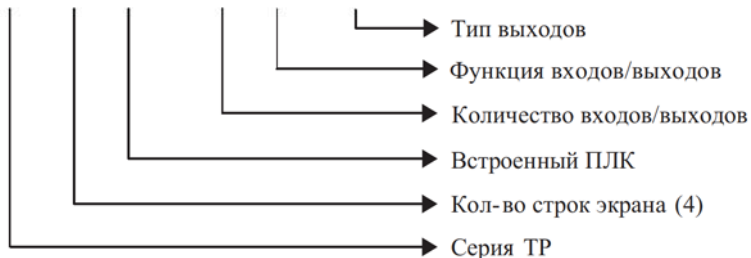 Тип выходов
Функция входов/выходов
Количество входов/выходов
Встроенный ПЛК
Кол-во строк экрана (4)
Серия TP